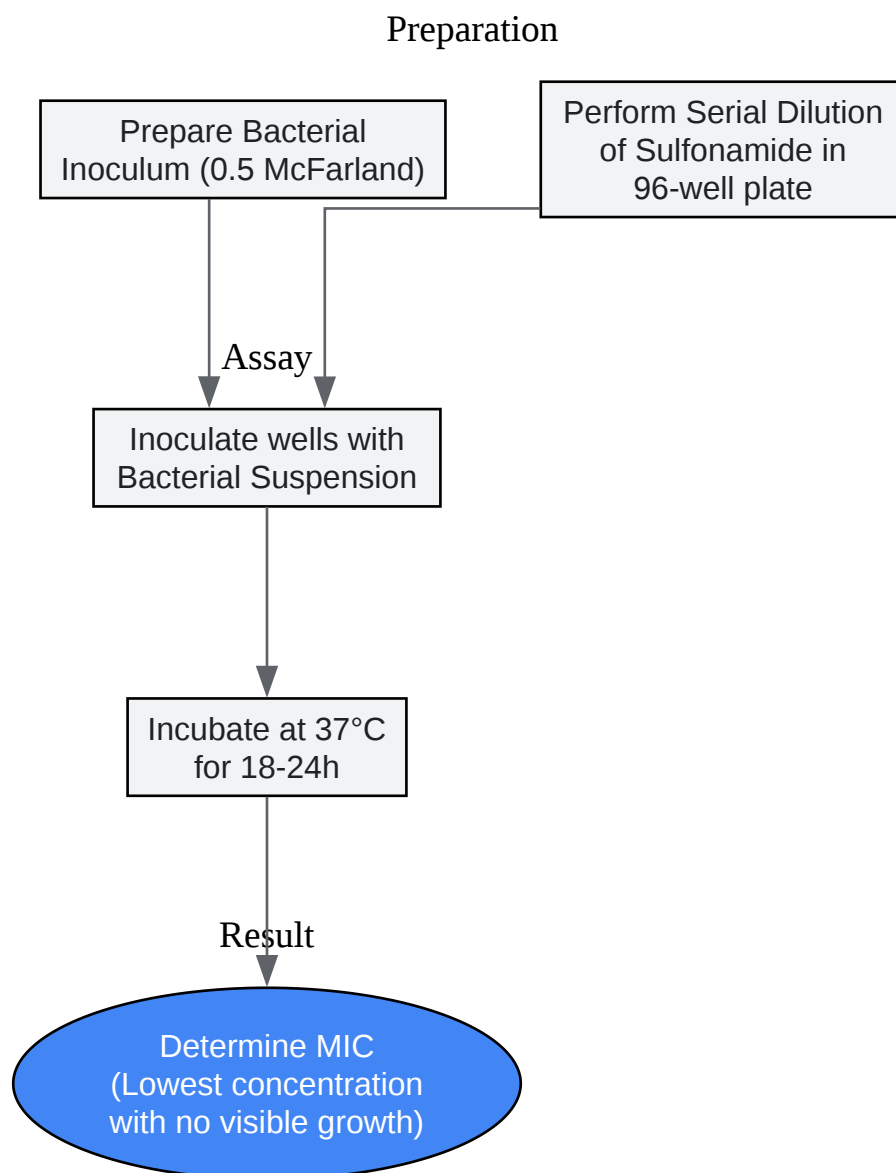 Preparation
Prepare Bacterial
Inoculum (0.5 McFarland)
Perform Serial Dilution
of Sulfonamide in
96-well plate
Assay
Inoculate wells with
Bacterial Suspension
Incubate at 37°C
for 18-24h
Result
Determine MIC
(Lowest concentration
with no visible growth)